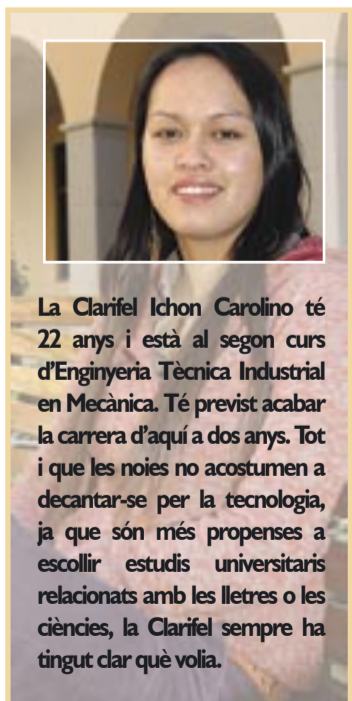 La Clarifel Ichon Carolino té
22 anys i està al segon curs
d'Enginyeria Tècnica Industrial
en Mecànica. Té previst acabar
la carrera d'aquí a dos anys. Tot
i que les noies no acostumen a
decantar-se per la tecnologia,
ja que són més propenses a
escollir estudis universitaris
relacionats amb les lletres o les
ciències, la Clarifel sempre ha
tingut clar què volia.